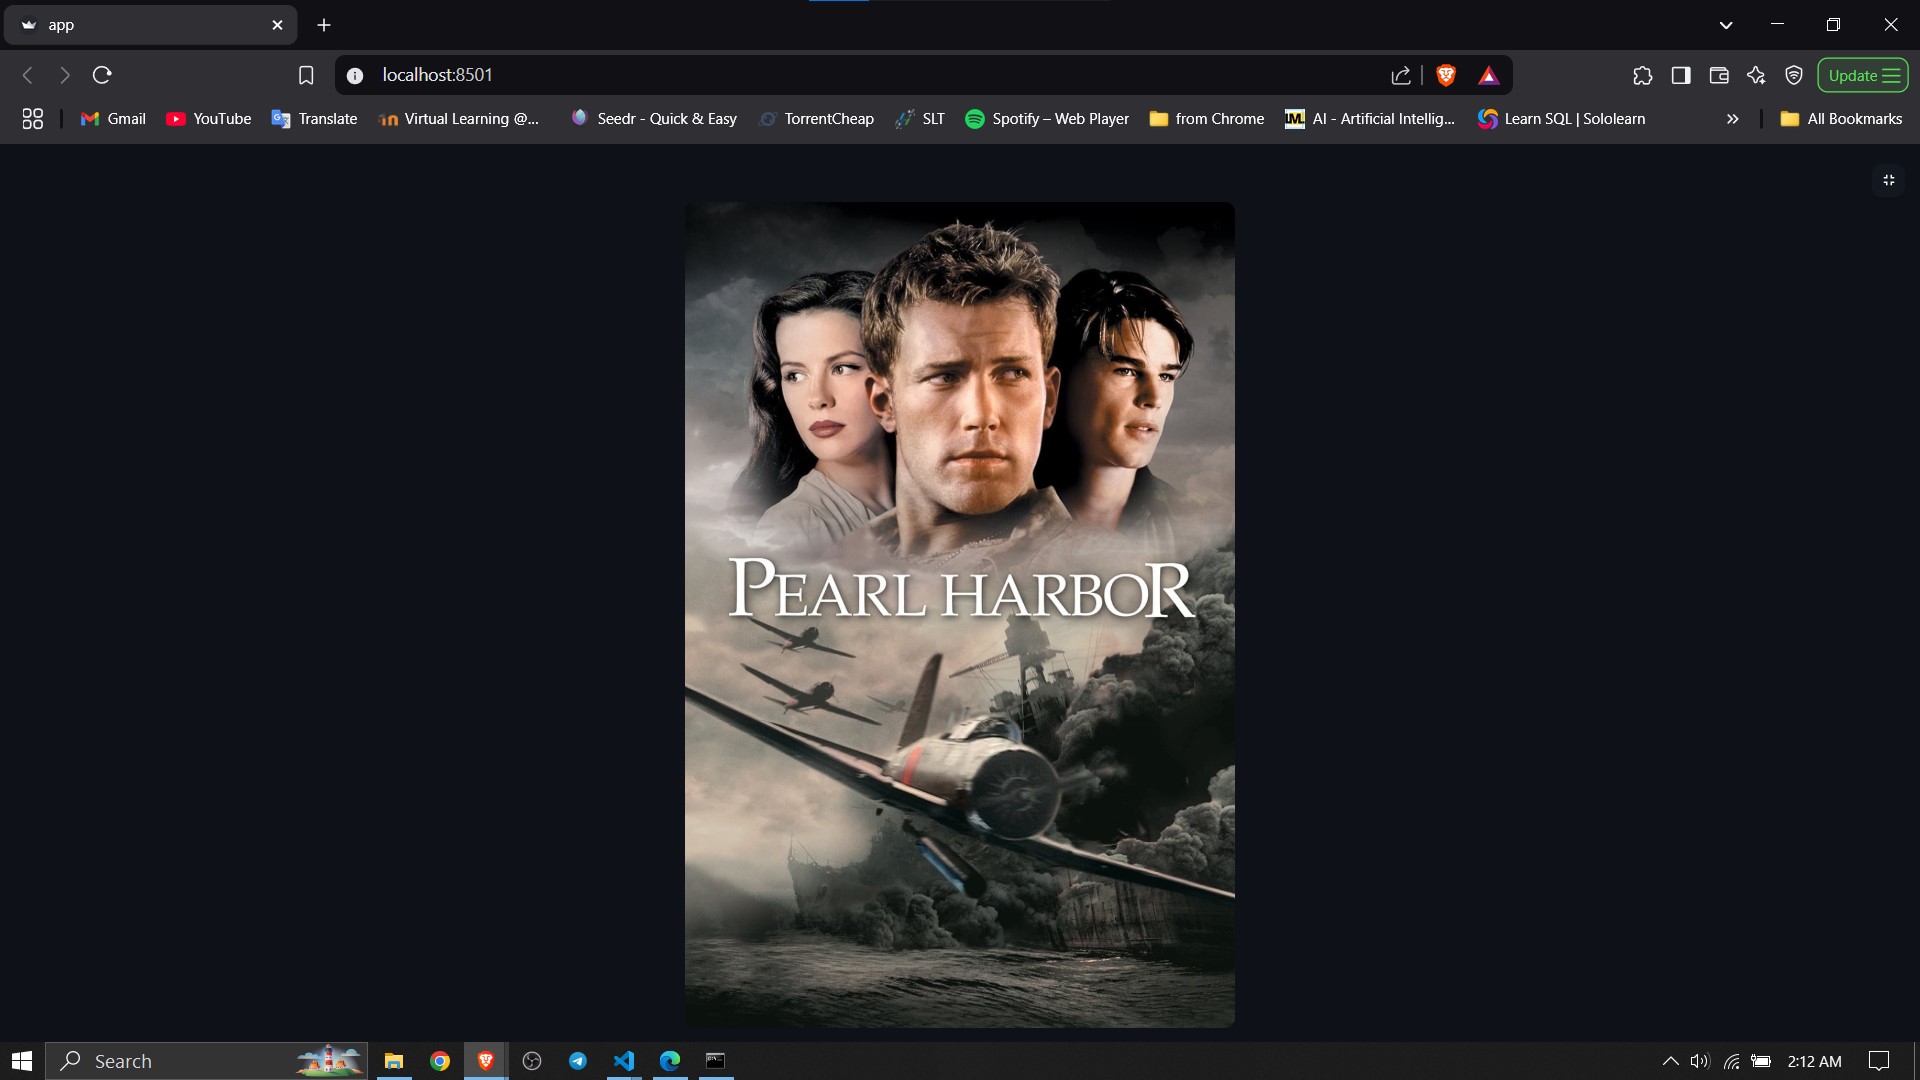 app
localhost:8501
Update
Gmail
YouTube
Translate
Virtual Learning @...
Seedr - Quick & Easy
TorrentCheap
SLT
Spotify – Web Player
from Chrome
IML AI - Artificial Intellig...
Learn SQL | Sololearn
All Bookmarks
PEARL HARBOR
Search
2:12 AM